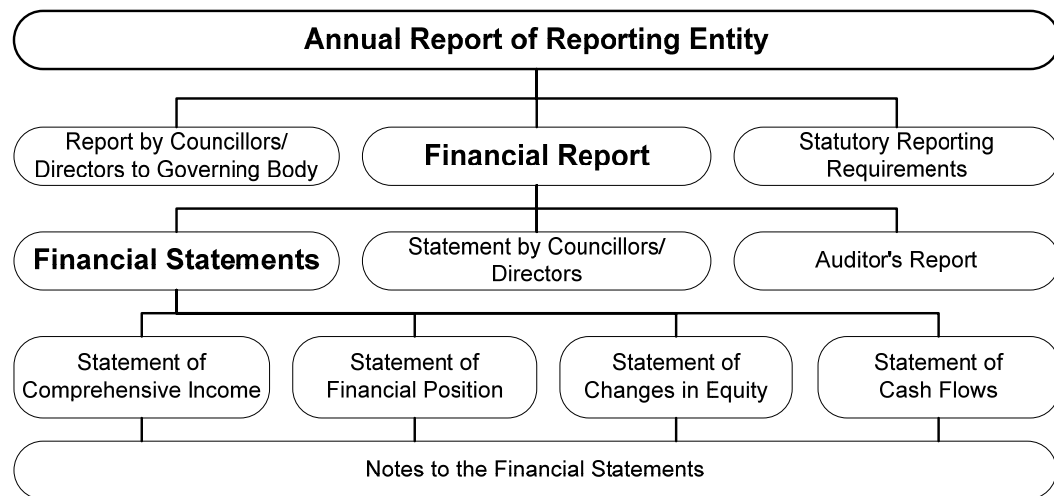 Annual Report of Reporting Entity
Report by Councillors/
Directors to Governing Body
Financial Report
Statutory Reporting
Requirements
Financial Statements
Statement by Councillors/
Directors
Auditor's Report
Statement of
Comprehensive Income
Statement of
Financial Position
Statement of
Changes in Equity
Statement of
Cash Flows
Notes to the Financial Statements